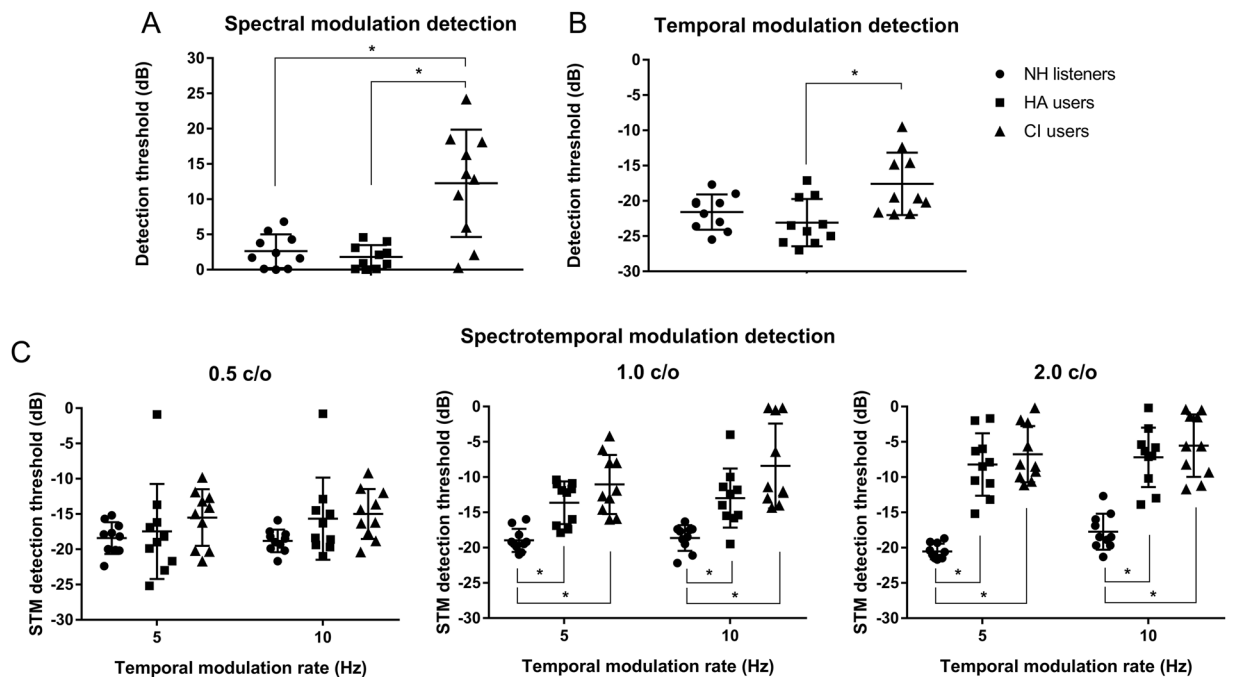 A
Spectral modulation detection
Detection threshold (dB)
30
25
20
15
10
5
0
*
*
B
Temporal modulation detection
Detection threshold (dB)
0
-5
-10
-15
-20
-25
-30
*
NH listeners
HA users
CI users
C
Spectrotemporal modulation detection
0.5 c/o
STM detection threshold (dB)
0
-5
-10
-15
-20
-25
-30
5 10
Temporal modulation rate (Hz)
1.0 c/o
STM detection threshold (dB)
0
-5
-10
-15
-20
-25
-30
* *
* *
5 10
Temporal modulation rate (Hz)
2.0 c/o
STM detection threshold (dB)
0
-5
-10
-15
-20
-25
-30
* *
* *
5 10
Temporal modulation rate (Hz)